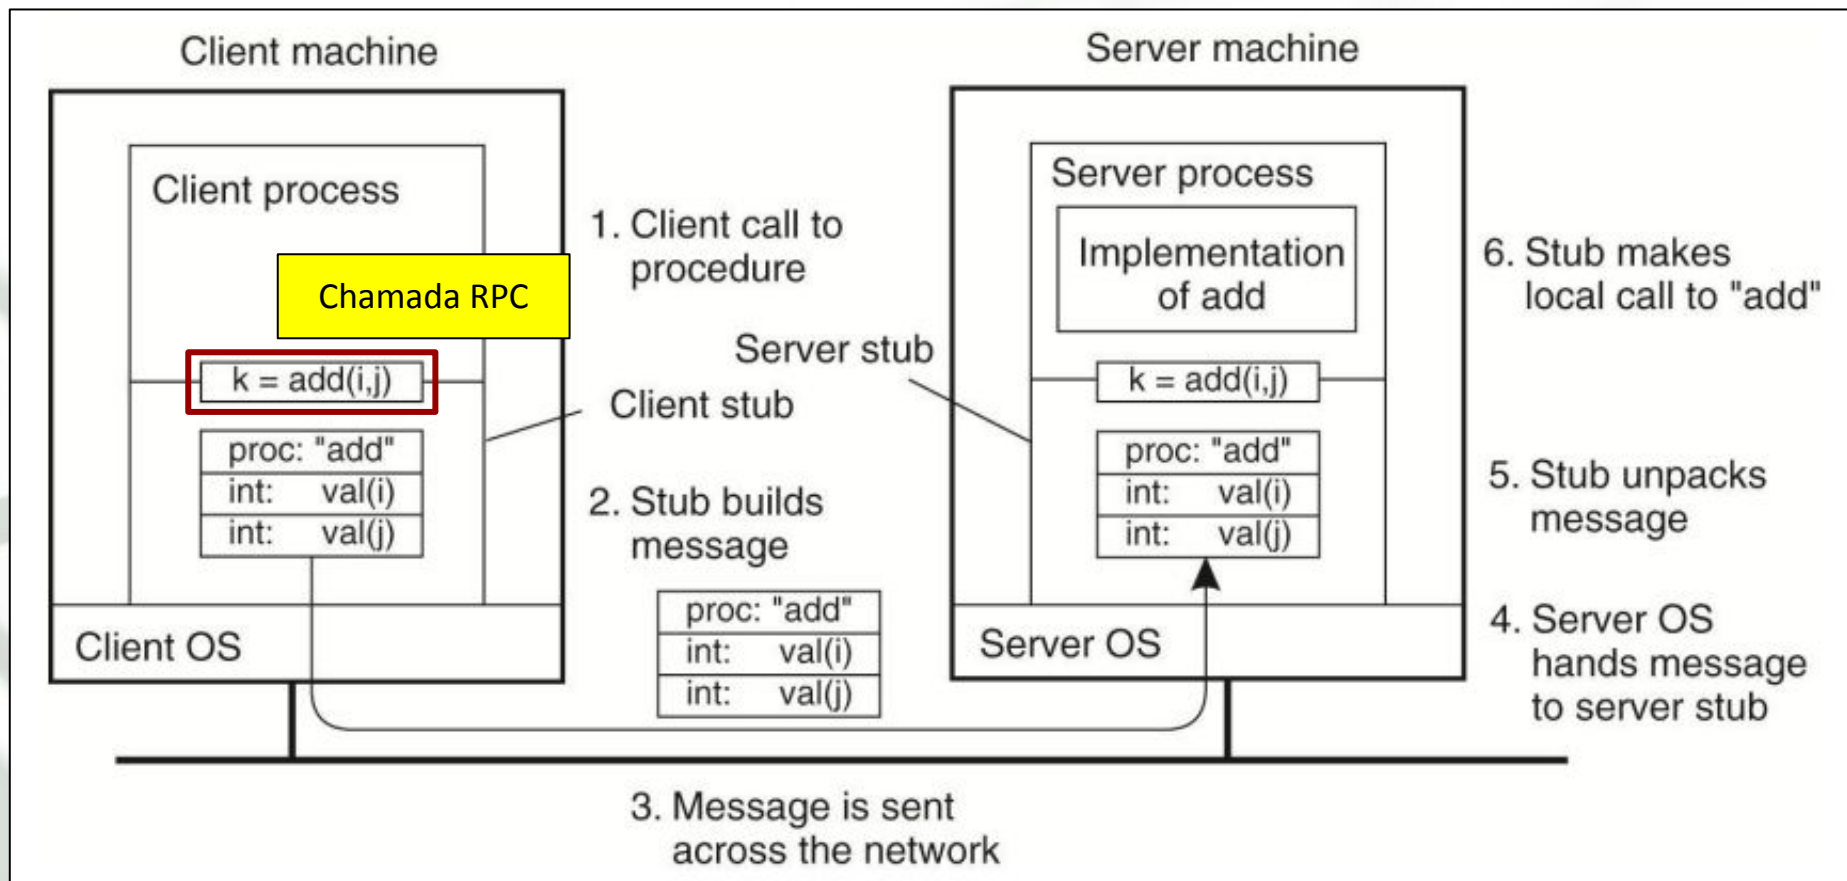 Client machine
Server machine
Client process
Chamada RPC
k = add(i,j)
proc: "add"
int: val(i)
int: val(j)
Client OS
1. Client call to
procedure
Server stub
Client stub
2. Stub builds
message
proc: "add"
int: val(i)
int: val(j)
3. Message is sent
across the network
Server process
Implementation
of add
k = add(i,j)
proc: "add"
int: val(i)
int: val(j)
Server OS
6. Stub makes
local call to "add"
5. Stub unpacks
message
4. Server OS
hands message
to server stub